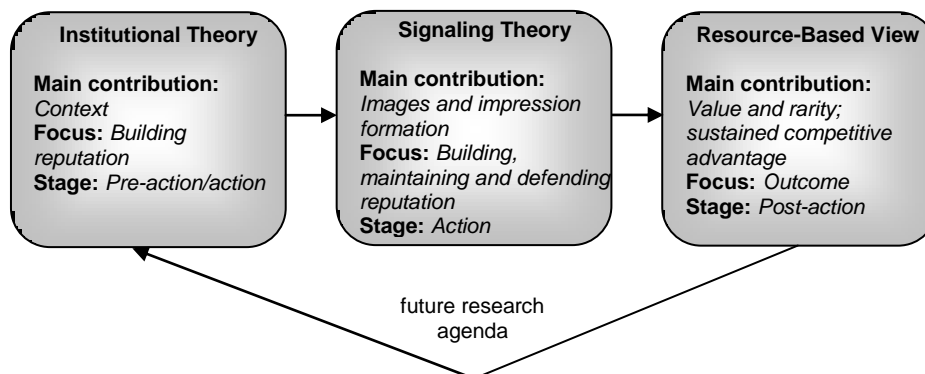 Institutional Theory
Main contribution:
Context
Focus: Building
reputation
Stage: Pre-action/action
Signaling Theory
Main contribution:
Images and impression
formation
Focus: Building,
maintaining and defending
reputation
Stage: Action
Resource-Based View
Main contribution:
Value and rarity;
sustained competitive
advantage
Focus: Outcome
Stage: Post-action
future research
agenda